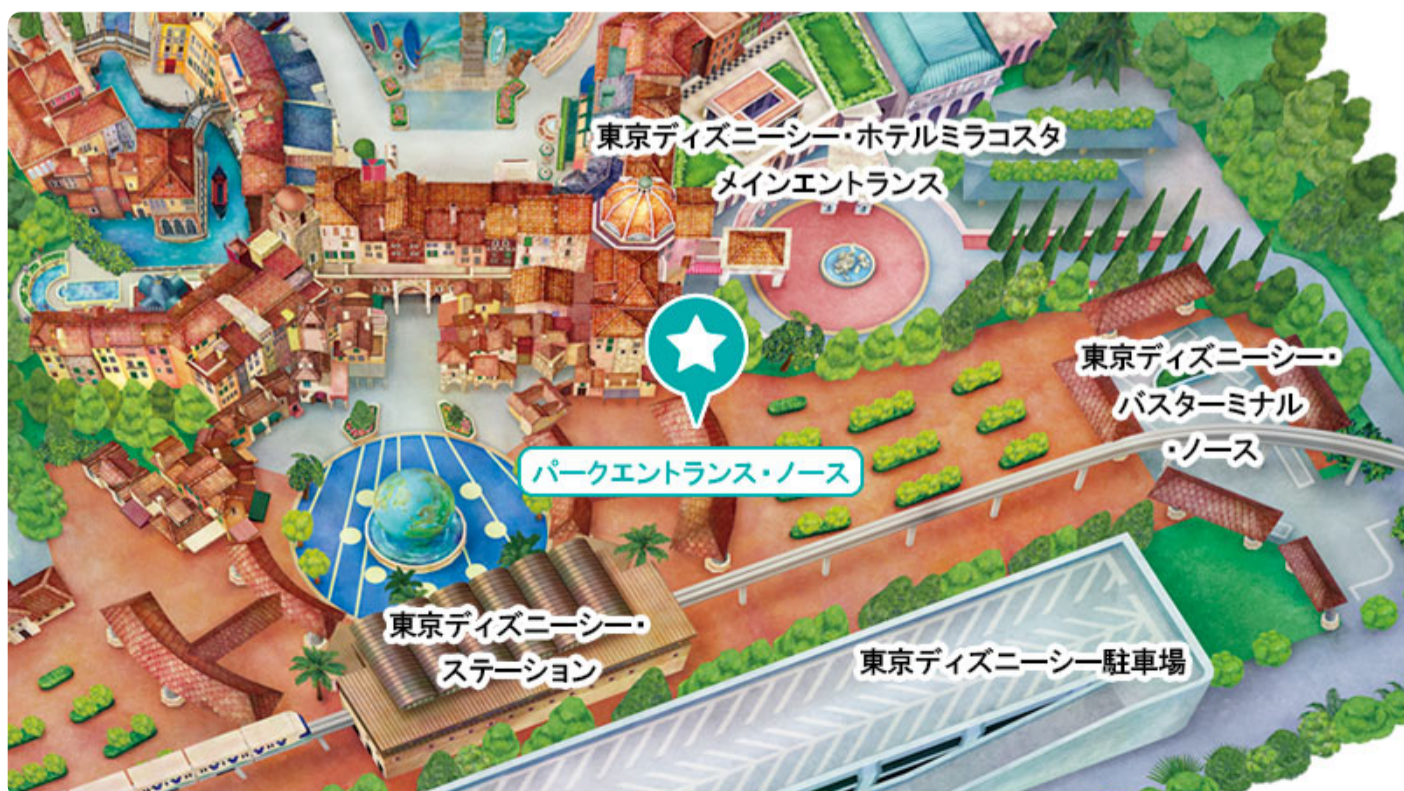 東京ディズニーシー・ホテルミラコスタ
メインエントランス
東京ディズニーシー・
バスターミナル
・ノース
パークエントランス・ノース
東京ディズニーシー・
ステーション
東京ディズニーシー駐車場